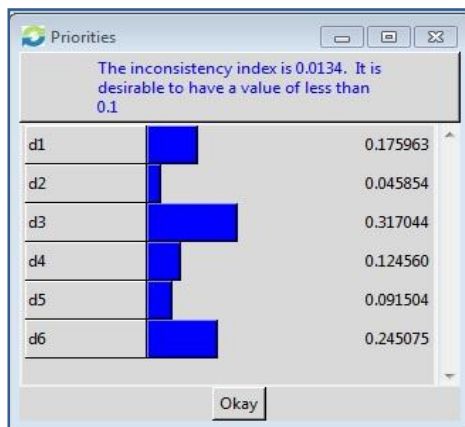 Priorities
The inconsistency index is 0.0134. It is
desirable to have a value of less than
0.1
d1 0.175963
d2 0.045854
d3 0.317044
d4 0.124560
d5 0.091504
d6 0.245075
Okay